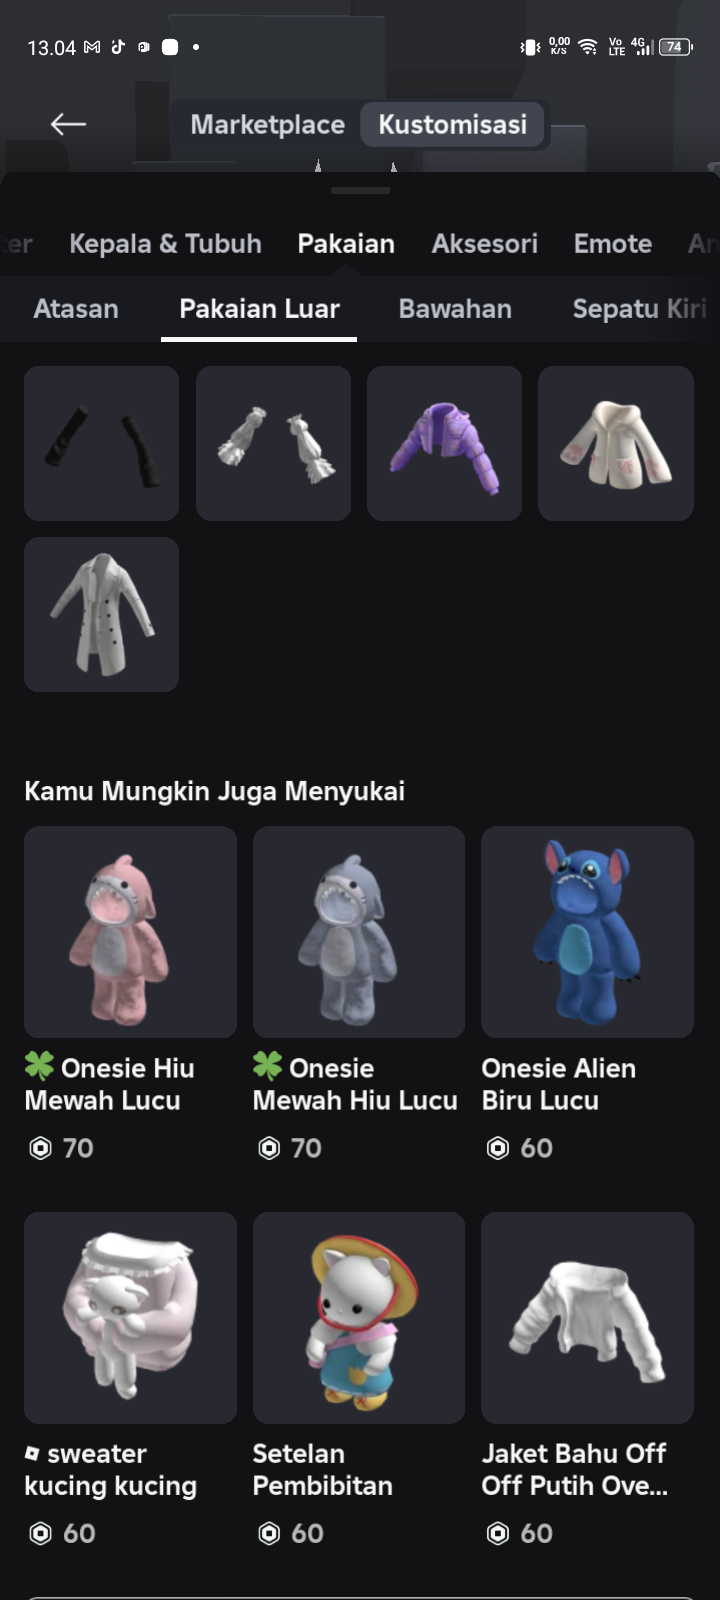 13.04
0,00 K/S
Vo LTE
4G
74
Marketplace
Kustomisasi
er
Kepala & Tubuh
Pakaian
Aksesori
Emote
An
Atasan
Pakaian Luar
Bawahan
Sepatu Kiri
Kamu Mungkin Juga Menyukai
🍀 Onesie Hiu
Mewah Lucu
70
🍀 Onesie
Mewah Hiu Lucu
70
Onesie Alien
Biru Lucu
60
sweater
kucing kucing
60
Setelan
Pembibitan
60
Jaket Bahu Off
Off Putih Ove...
60